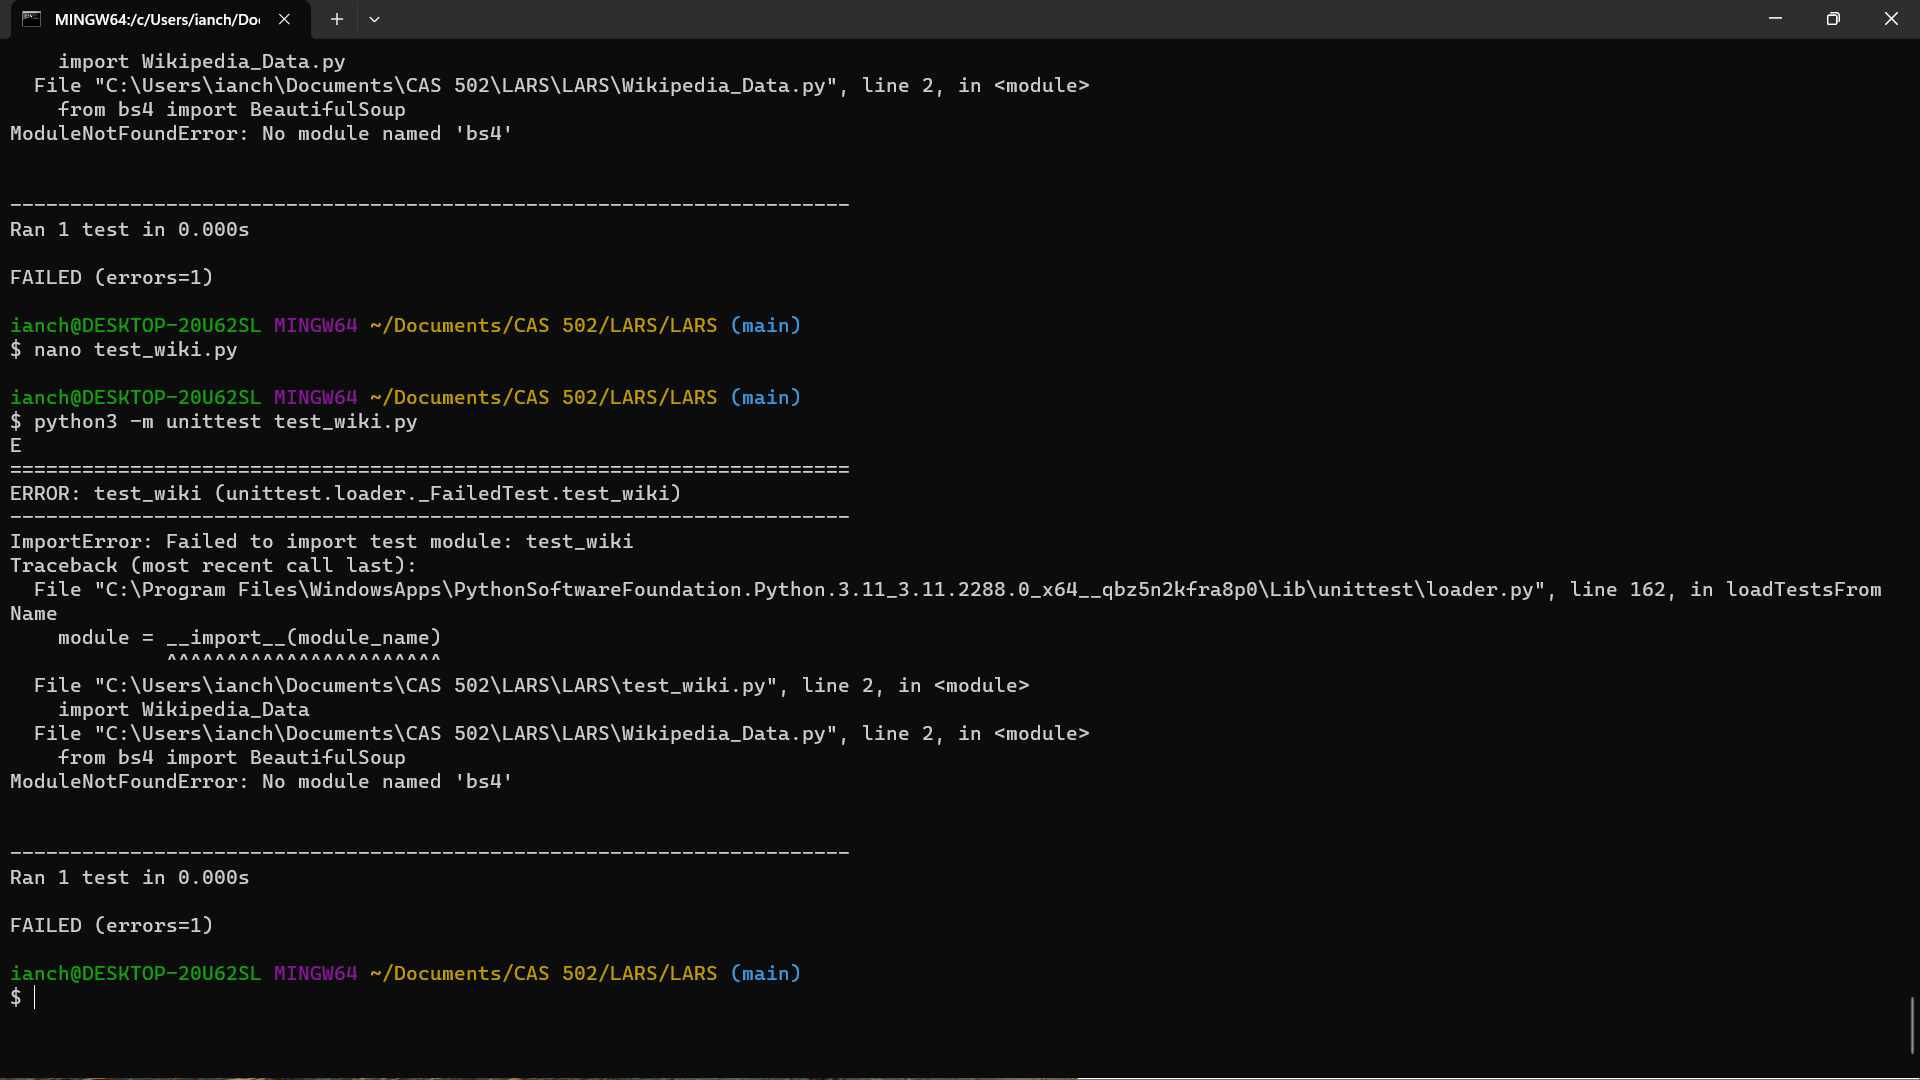 MINGW64:/c/Users/ianch/Do
import Wikipedia_Data.py
File "C:\Users\ianch\Documents\CAS 502\LARS\LARS\Wikipedia_Data.py", line 2, in <module>
from bs4 import BeautifulSoup
ModuleNotFoundError: No module named 'bs4'
----------------------------------------------------------------------
Ran 1 test in 0.000s
FAILED (errors=1)
ianch@DESKTOP-20U62SL MINGW64 ~/Documents/CAS 502/LARS/LARS (main)
$ nano test_wiki.py
ianch@DESKTOP-20U62SL MINGW64 ~/Documents/CAS 502/LARS/LARS (main)
$ python3 -m unittest test_wiki.py
E
======================================================================
ERROR: test_wiki (unittest.loader._FailedTest.test_wiki)
----------------------------------------------------------------------
ImportError: Failed to import test module: test_wiki
Traceback (most recent call last):
File "C:\Program Files\WindowsApps\PythonSoftwareFoundation.Python.3.11_3.11.2288.0_x64__qbz5n2kfra8p0\Lib\unittest\loader.py", line 162, in loadTestsFrom
Name
module = __import__(module_name)
^^^^^^^^^^^^^^^^^^^^^^^
File "C:\Users\ianch\Documents\CAS 502\LARS\LARS\test_wiki.py", line 2, in <module>
import Wikipedia_Data
File "C:\Users\ianch\Documents\CAS 502\LARS\LARS\Wikipedia_Data.py", line 2, in <module>
from bs4 import BeautifulSoup
ModuleNotFoundError: No module named 'bs4'
----------------------------------------------------------------------
Ran 1 test in 0.000s
FAILED (errors=1)
ianch@DESKTOP-20U62SL MINGW64 ~/Documents/CAS 502/LARS/LARS (main)
$